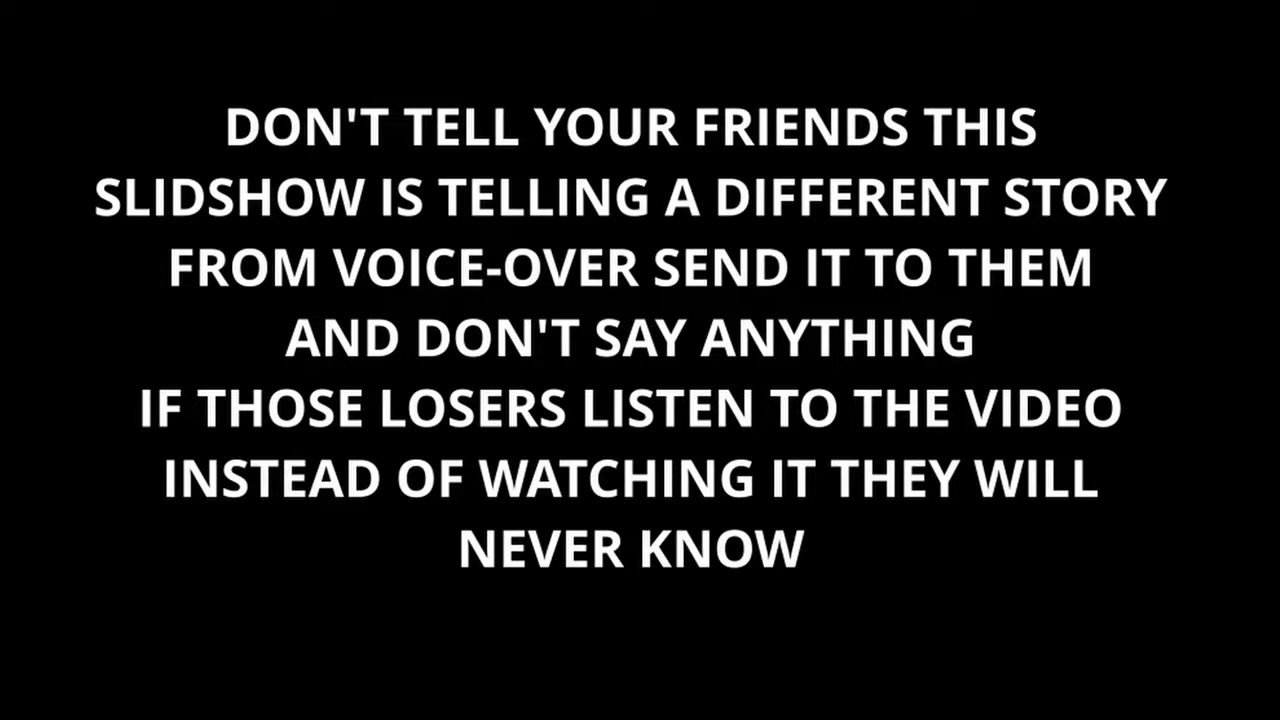 DON'T TELL YOUR FRIENDS THIS
SLIDSHOW IS TELLING A DIFFERENT STORY
FROM VOICE-OVER SEND IT TO THEM
AND DON'T SAY ANYTHING
IF THOSE LOSERS LISTEN TO THE VIDEO
INSTEAD OF WATCHING IT THEY WILL
NEVER KNOW